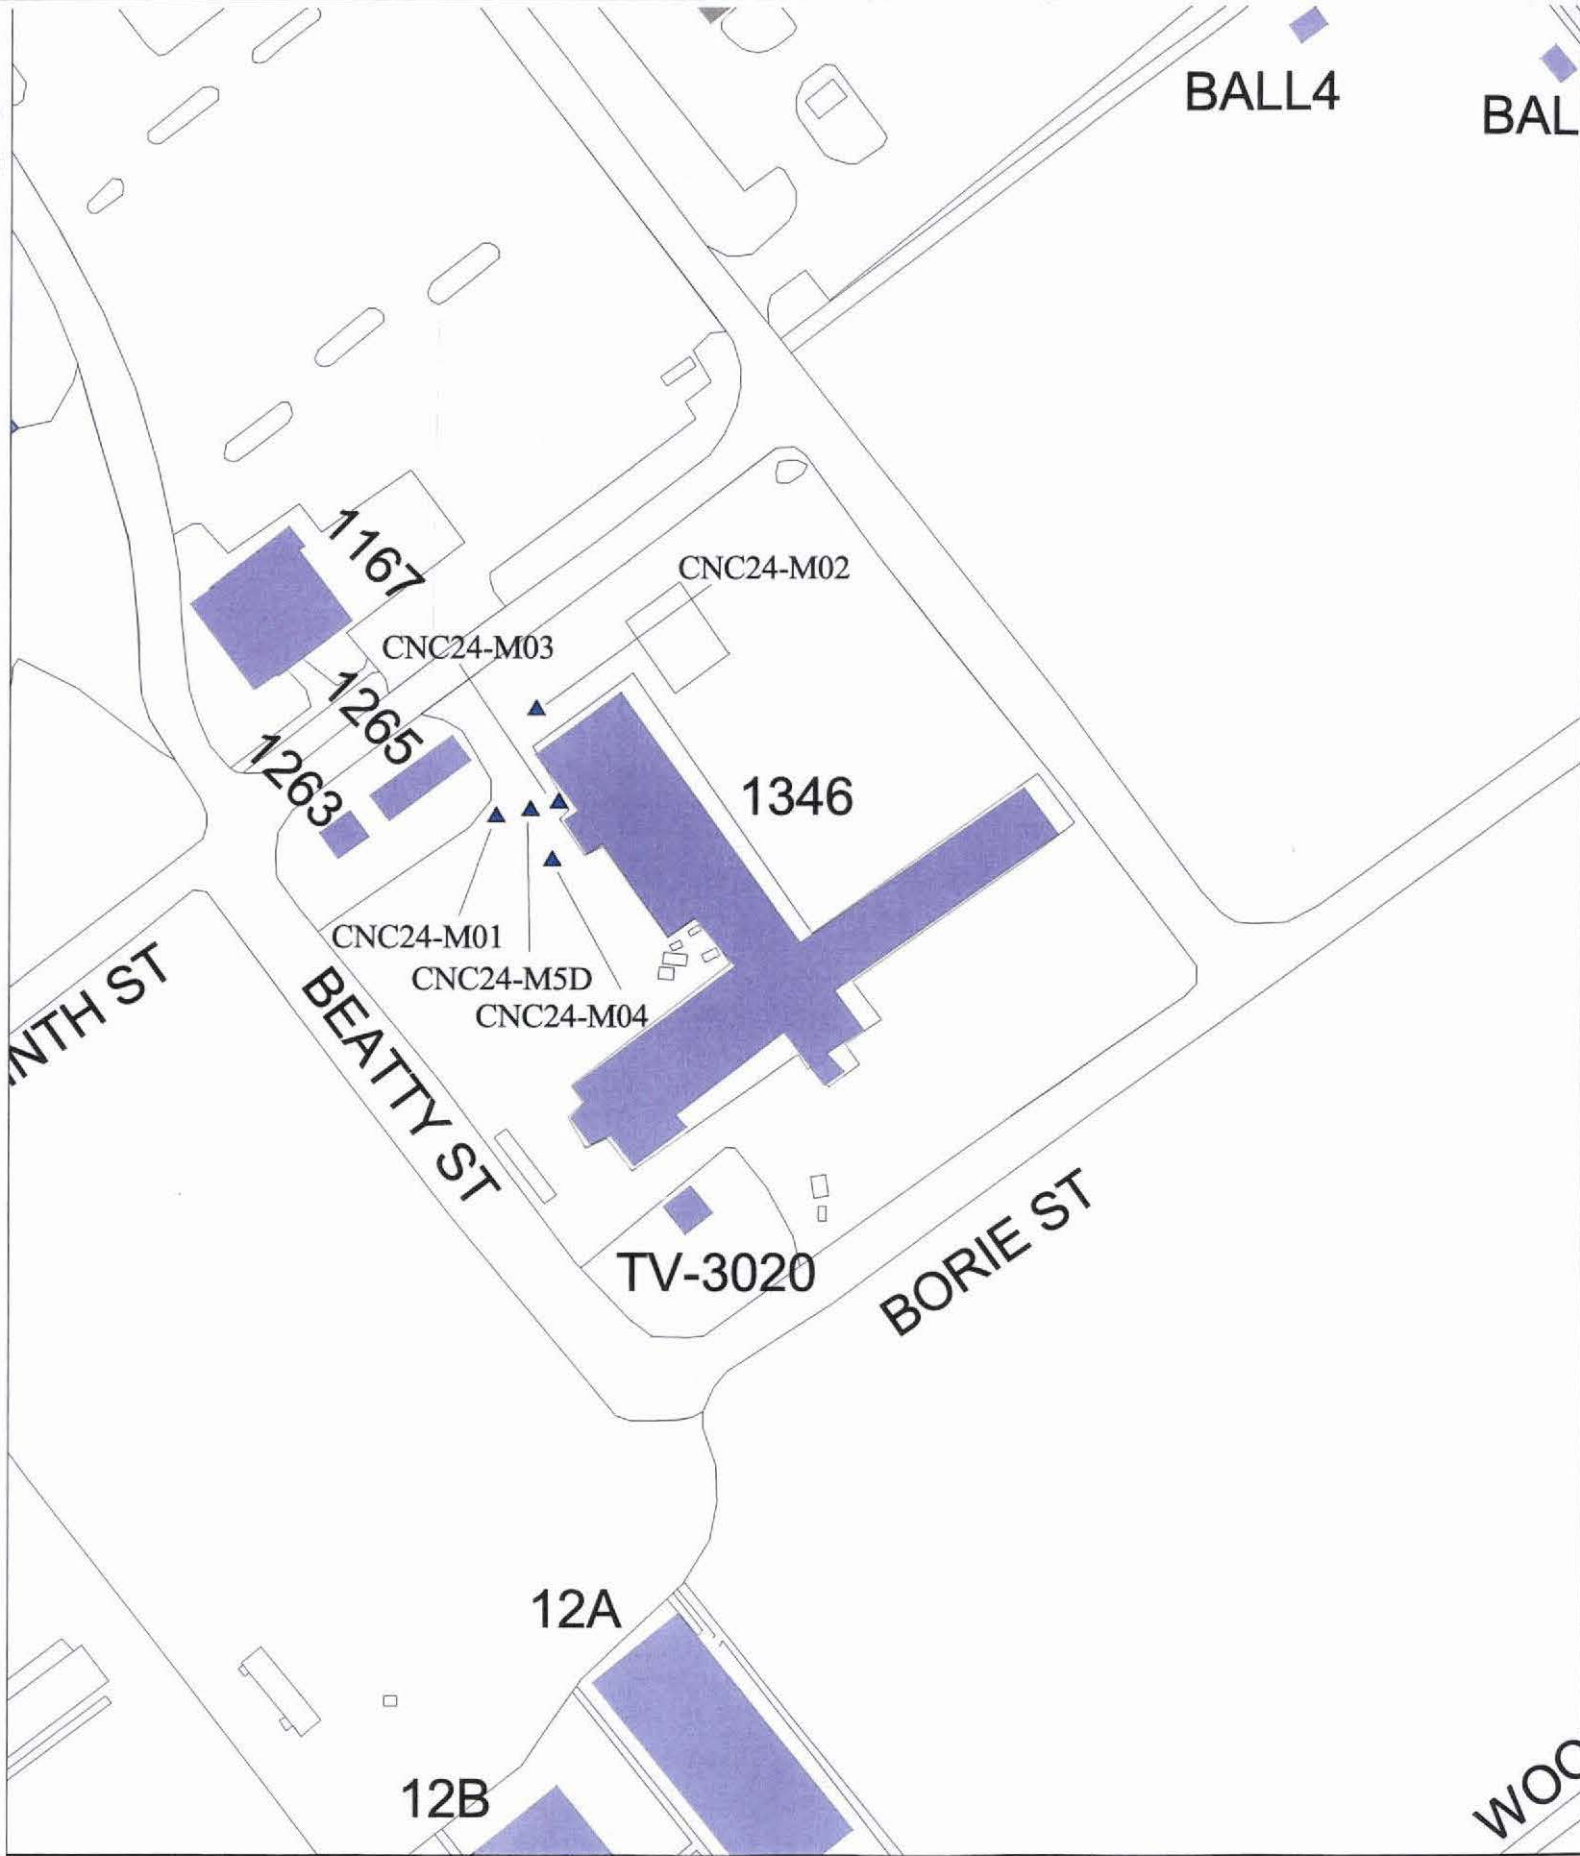 BALL4
BAL
1167
CNC24-M02
CNC24-M03
1265
1263
1346
CNC24-M01
CNC24-M5D
CNC24-M04
INTH ST
BEATTY ST
TV-3020
BORIE ST
12A
12B
WOO